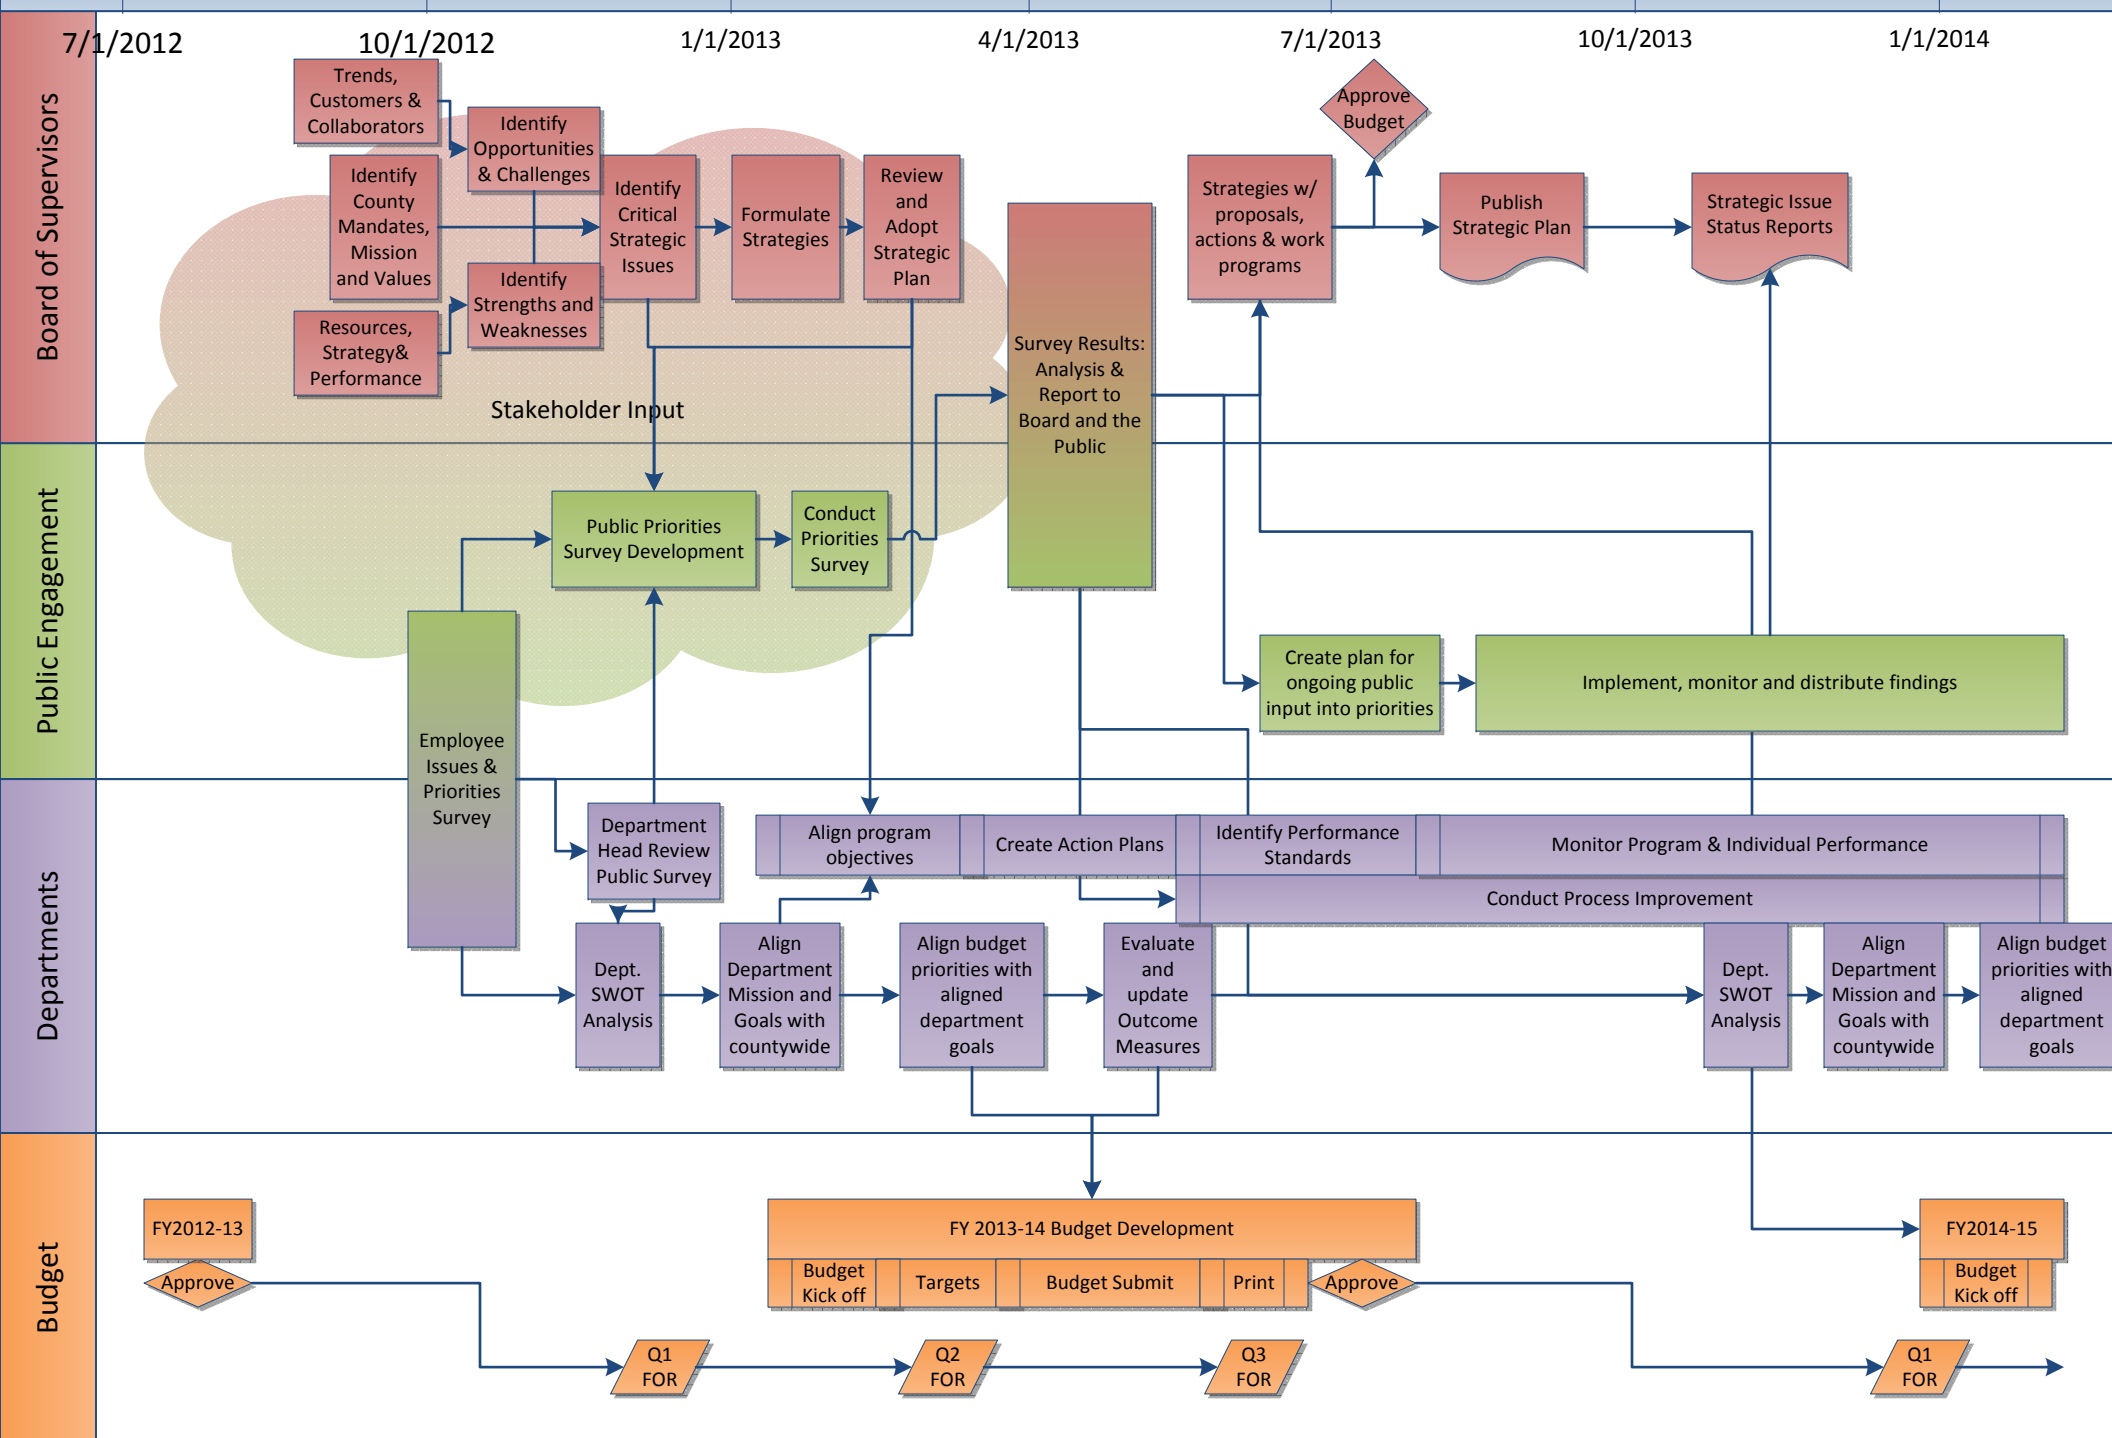 7/1/2012
10/1/2012
1/1/2013
4/1/2013
7/1/2013
10/1/2013
1/1/2014
Board of Supervisors
Trends,
Customers &
Collaborators
Identify
Opportunities
& Challenges
Identify
County
Mandates,
Mission
and Values
Identify
Strengths and
Weaknesses
Resources,
Strategy&
Performance
Identify
Critical
Strategic
Issues
Formulate
Strategies
Review
and
Adopt
Strategic
Plan
Stakeholder Input
Survey Results:
Analysis &
Report to
Board and the
Public
Strategies w/
proposals,
actions & work
programs
Approve
Budget
Publish
Strategic Plan
Strategic Issue
Status Reports
Public Engagement
Public Priorities
Survey Development
Conduct
Priorities
Survey
Employee
Issues &
Priorities
Survey
Create plan for
ongoing public
input into priorities
Implement, monitor and distribute findings
Departments
Department
Head Review
Public Survey
Align program
objectives
Create Action Plans
Identify Performance
Standards
Monitor Program & Individual Performance
Conduct Process Improvement
Dept.
SWOT
Analysis
Align
Department
Mission and
Goals with
countywide
Align budget
priorities with
aligned
department
goals
Evaluate
and
update
Outcome
Measures
Dept.
SWOT
Analysis
Align
Department
Mission and
Goals with
countywide
Align budget
priorities with
aligned
department
goals
Budget
FY2012-13
Approve
FY 2013-14 Budget Development
Budget
Kick off
Targets
Budget Submit
Print
Approve
FY2014-15
Budget
Kick off
Q1
FOR
Q2
FOR
Q3
FOR
Q1
FOR